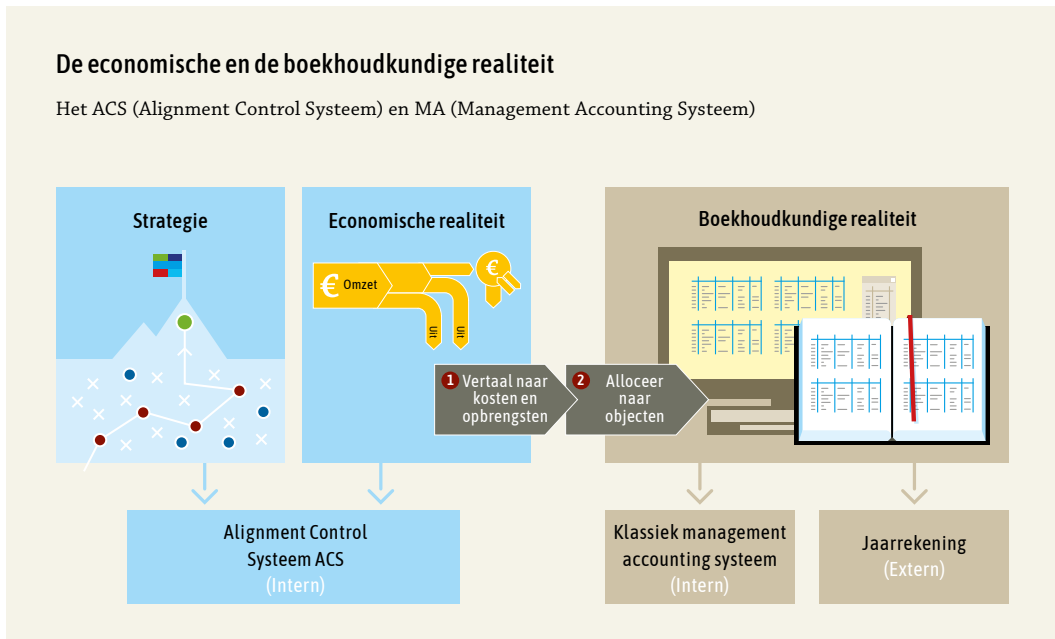 De economische en de boekhoudkundige realiteit
Het ACS (Alignment Control Systeem) en MA (Management Accounting Systeem)
Strategie
Economische realiteit
€ Omzet
€
Uit
Uit
Boekhoudkundige realiteit
1 Vertaal naar
kosten en
opbrengsten
2 Alloceer
naar
objecten
Alignment Control
Systeem ACS
(Intern)
Klassiek management
accounting systeem
(Intern)
Jaarrekening
(Extern)